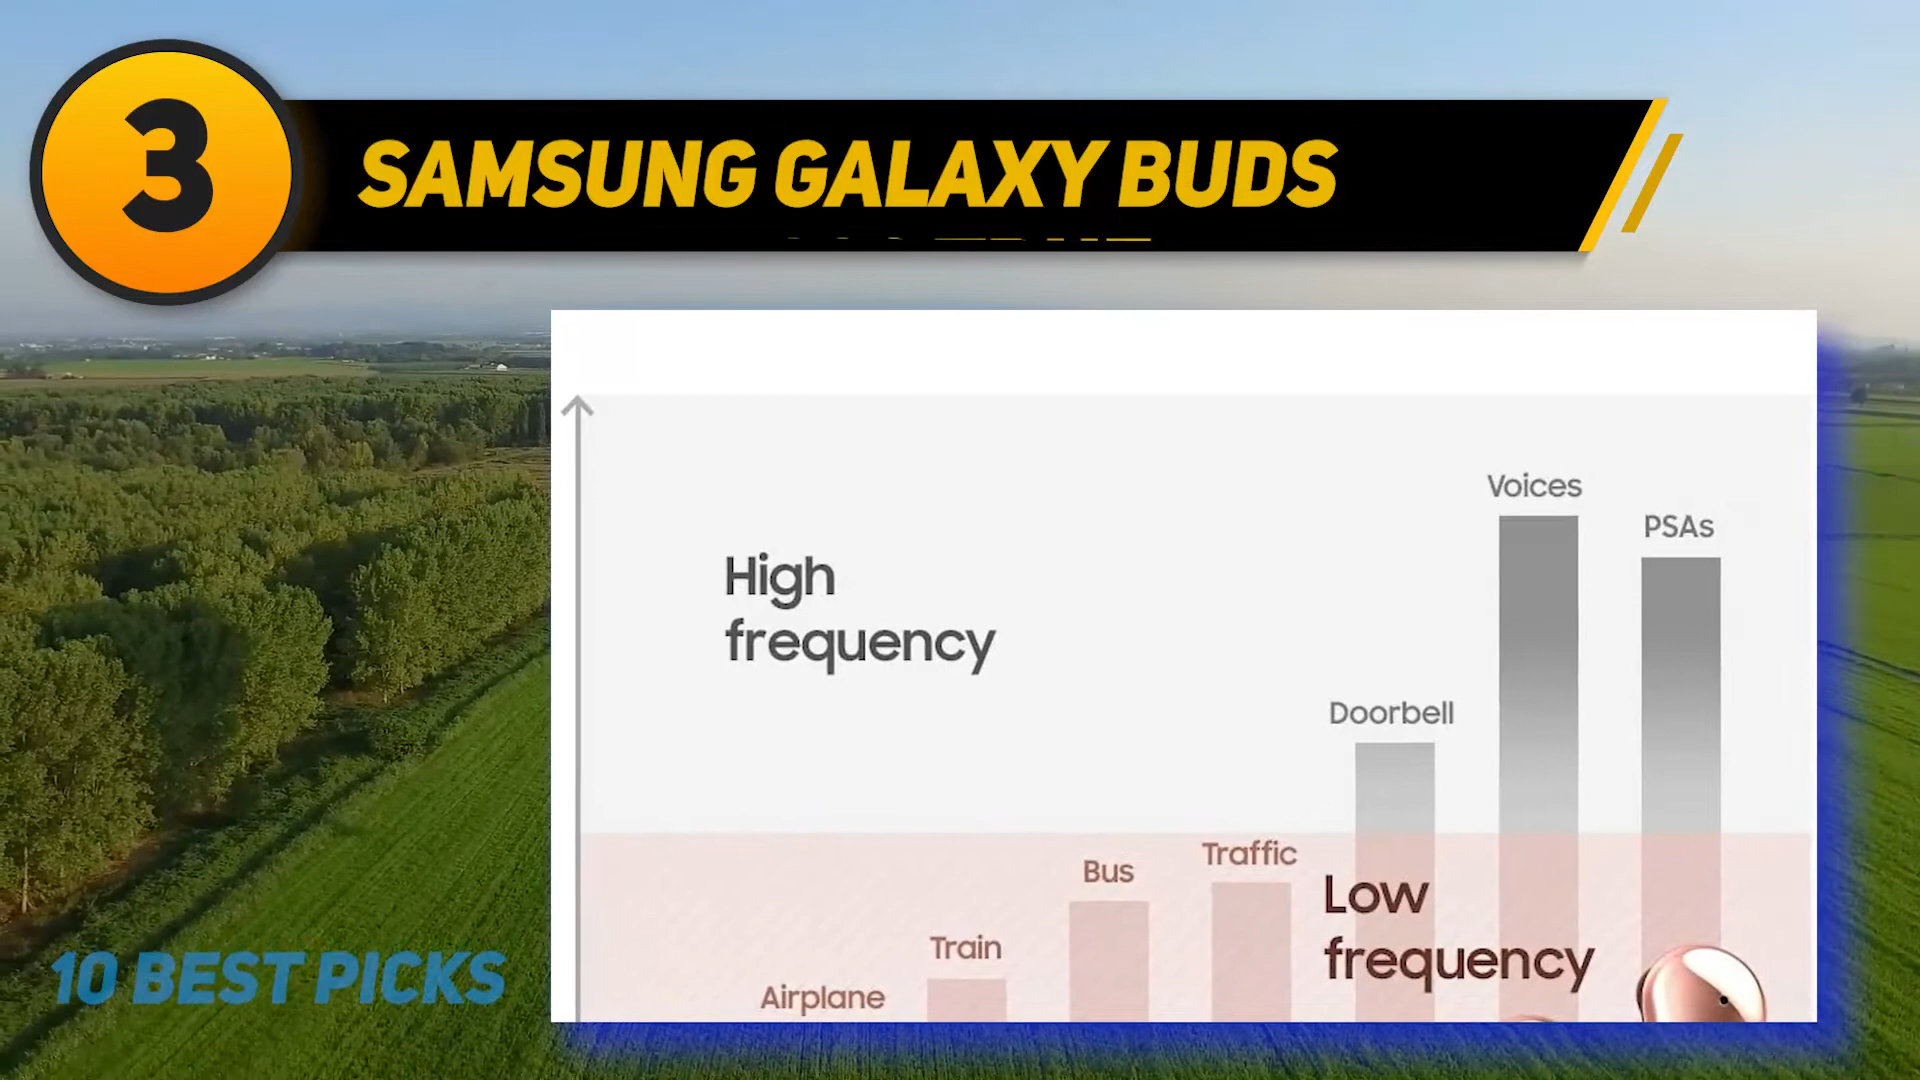 3
SAMSUNG GALAXY BUDS
Voices
PSAs
High
frequency
Doorbell
Traffic
Bus
Low
frequency
Train
Airplane
10 BEST PICKS